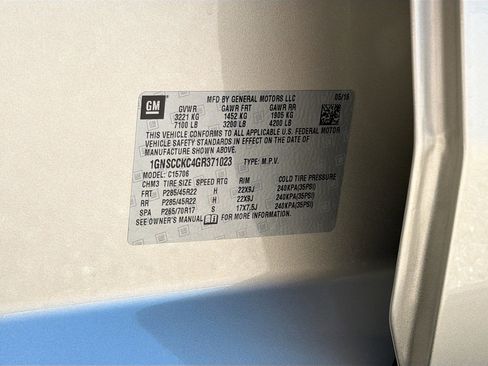 GM
MFD BY GENERAL MOTORS LLC 05/16
GVWR GAWR FRT GAWR RR
3221 KG 1452 KG 1905 KG
7100 LB 3200 LB 4200 LB
THIS VEHICLE CONFORMS TO ALL APPLICABLE U.S. FEDERAL MOTOR
VEHICLE SAFETY STANDARDS IN EFFECT ON THE DATE OF
MANUFACTURE SHOWN ABOVE.
1GNSCCKC4GR371023 TYPE: M.P.V.
MODEL: C15706
CHM3 TIRE SIZE SPEED RTG RIM COLD TIRE PRESSURE
FRT P285/45R22 H 22X9J 240KPA(35PSI)
RR P285/45R22 H 22X9J 240KPA(35PSI)
SPA P265/70R17 S 17X7.5J 240KPA(35PSI)
SEE OWNER'S MANUAL FOR MORE INFORMATION.